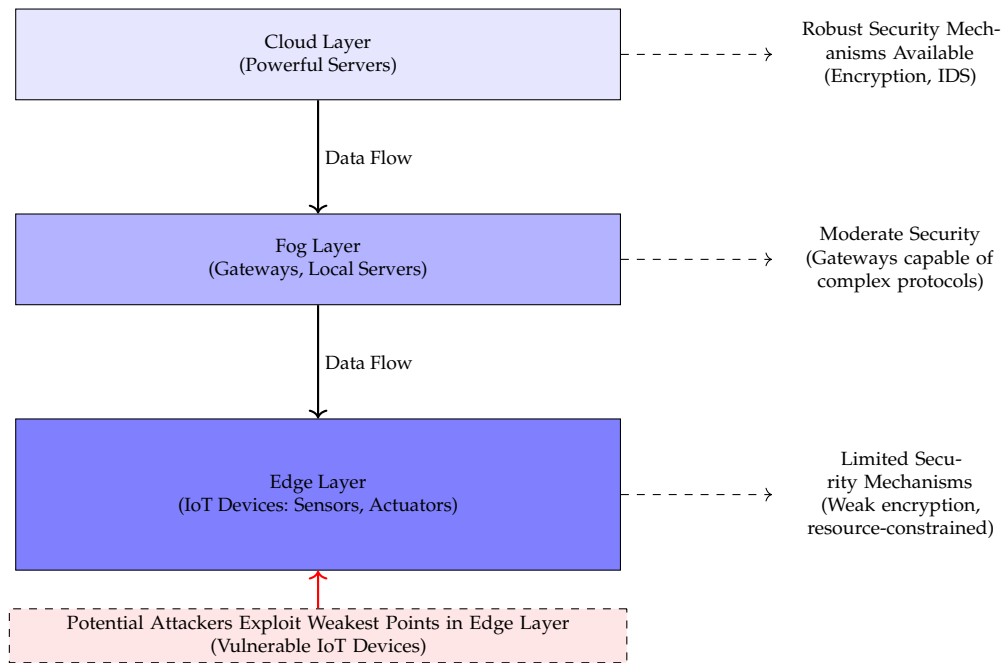 Cloud Layer
(Powerful Servers)
Robust Security Mech-
anisms Available
(Encryption, IDS)
Data Flow
Fog Layer
(Gateways, Local Servers)
Moderate Security
(Gateways capable of
complex protocols)
Data Flow
Edge Layer
(IoT Devices: Sensors, Actuators)
Limited Secu-
rity Mechanisms
(Weak encryption,
resource-constrained)
Potential Attackers Exploit Weakest Points in Edge Layer
(Vulnerable IoT Devices)